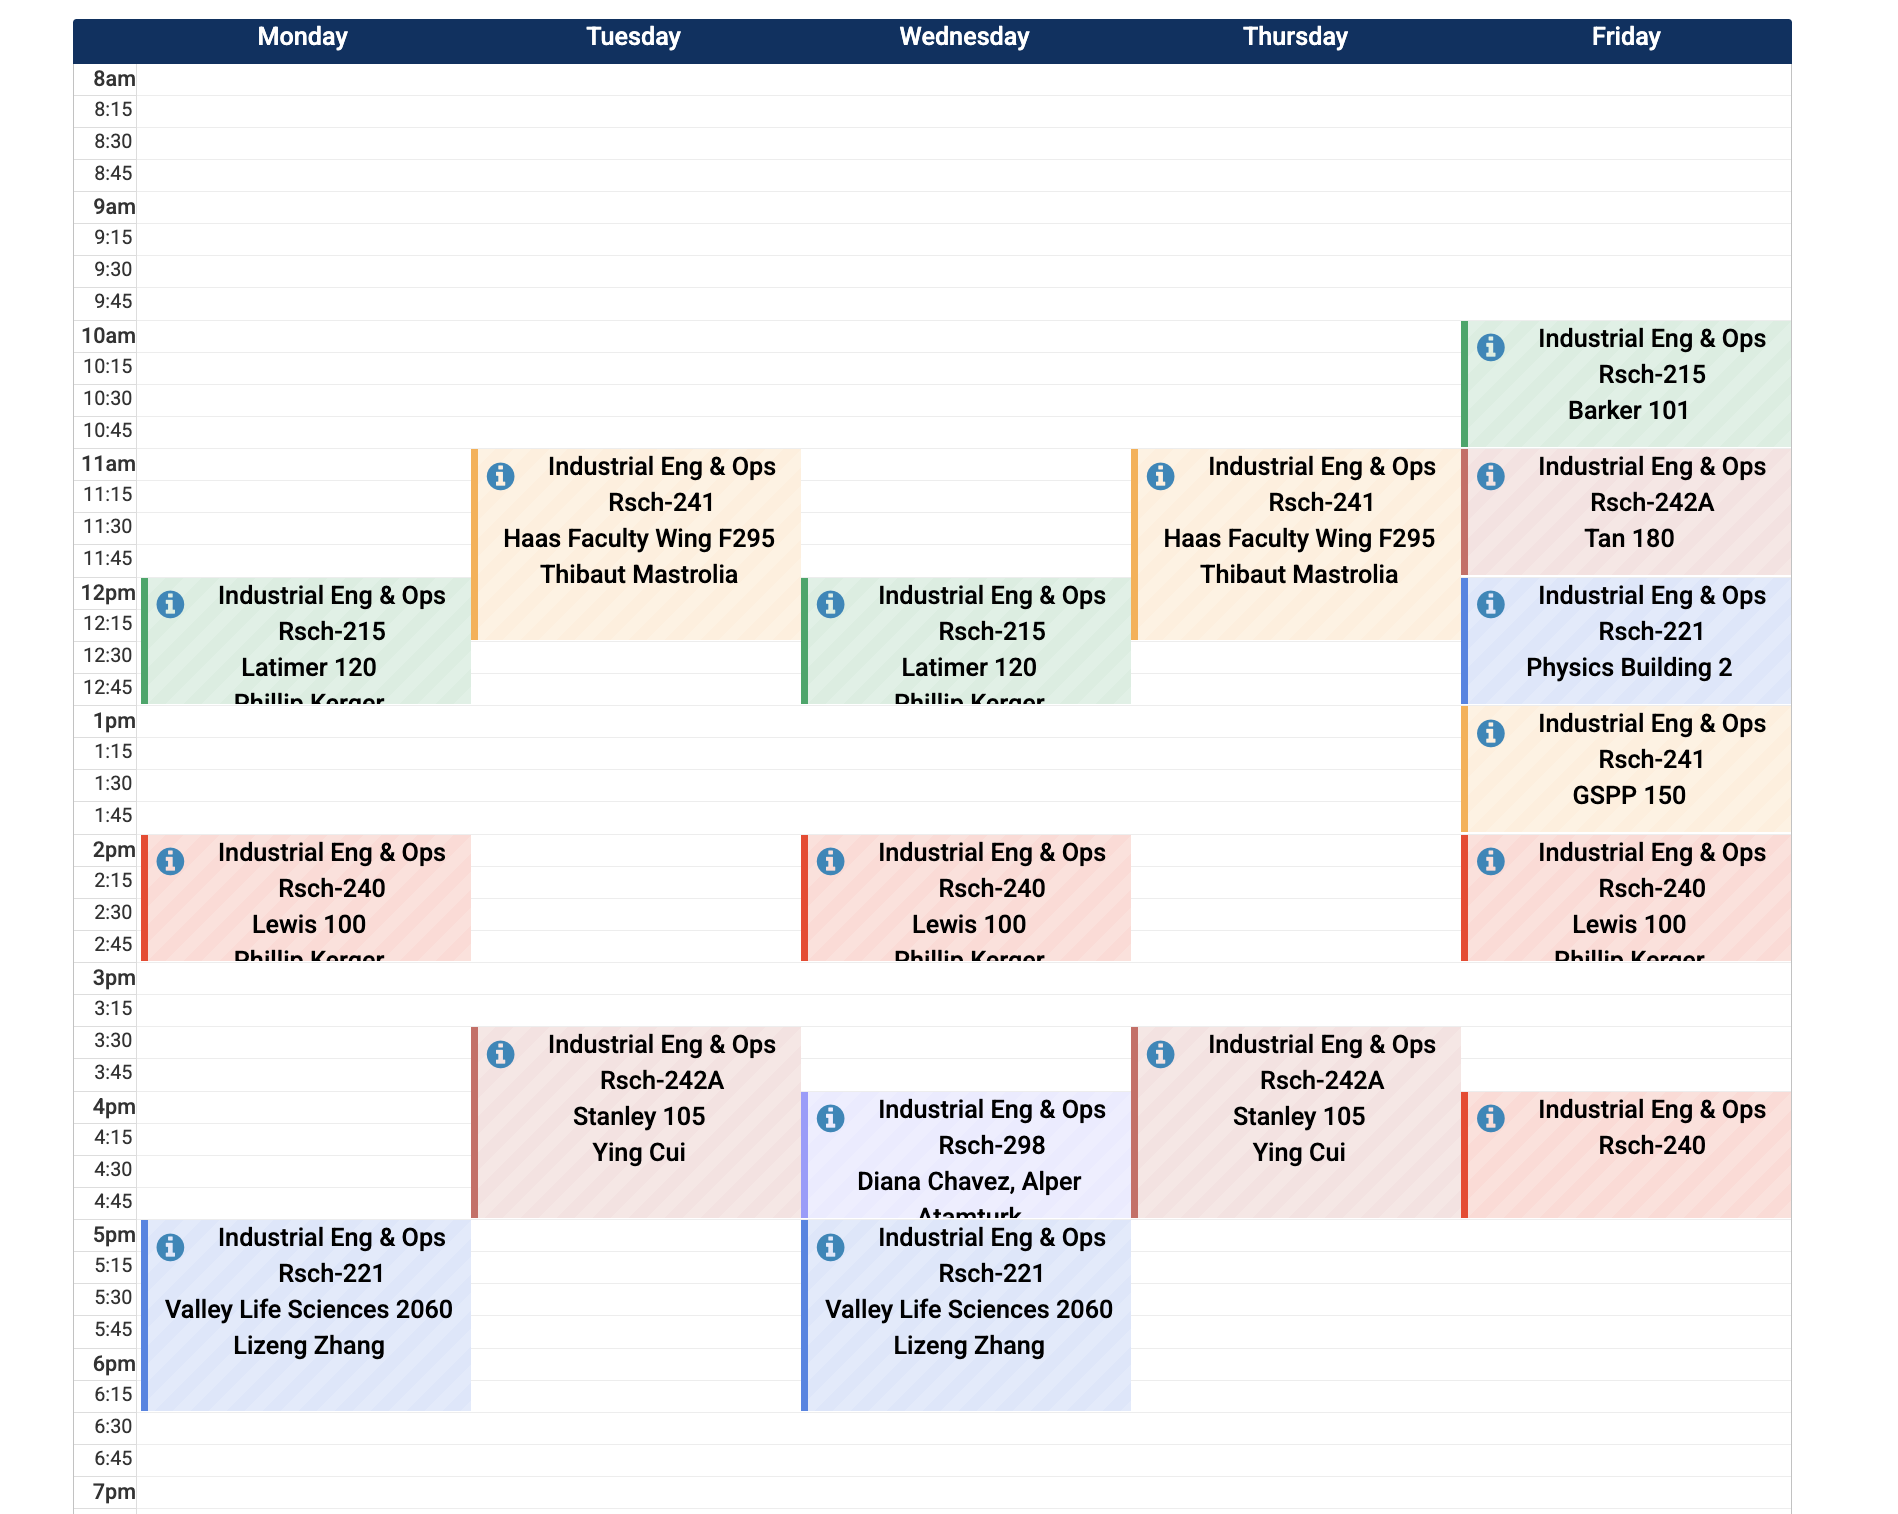 Monday Tuesday Wednesday Thursday Friday
8am
8:15
8:30
8:45
9am
9:15
9:30
9:45
10am
10:15
10:30
10:45
11am
11:15
11:30
11:45
12pm
12:15
12:30
12:45
1pm
1:15
1:30
1:45
2pm
2:15
2:30
2:45
3pm
3:15
3:30
3:45
4pm
4:15
4:30
4:45
5pm
5:15
5:30
5:45
6pm
6:15
6:30
6:45
7pm
Industrial Eng & Ops
Rsch-215
Latimer 120
Phillip Kerger
Industrial Eng & Ops
Rsch-240
Lewis 100
Phillip Kerger
Industrial Eng & Ops
Rsch-221
Valley Life Sciences 2060
Lizeng Zhang
Industrial Eng & Ops
Rsch-241
Haas Faculty Wing F295
Thibaut Mastrolia
Industrial Eng & Ops
Rsch-242A
Stanley 105
Ying Cui
Industrial Eng & Ops
Rsch-215
Latimer 120
Phillip Kerger
Industrial Eng & Ops
Rsch-240
Lewis 100
Phillip Kerger
Industrial Eng & Ops
Rsch-298
Diana Chavez, Alper
Atamturk
Industrial Eng & Ops
Rsch-221
Valley Life Sciences 2060
Lizeng Zhang
Industrial Eng & Ops
Rsch-241
Haas Faculty Wing F295
Thibaut Mastrolia
Industrial Eng & Ops
Rsch-242A
Stanley 105
Ying Cui
Industrial Eng & Ops
Rsch-215
Barker 101
Industrial Eng & Ops
Rsch-242A
Tan 180
Industrial Eng & Ops
Rsch-221
Physics Building 2
Industrial Eng & Ops
Rsch-241
GSPP 150
Industrial Eng & Ops
Rsch-240
Lewis 100
Phillip Kerger
Industrial Eng & Ops
Rsch-240